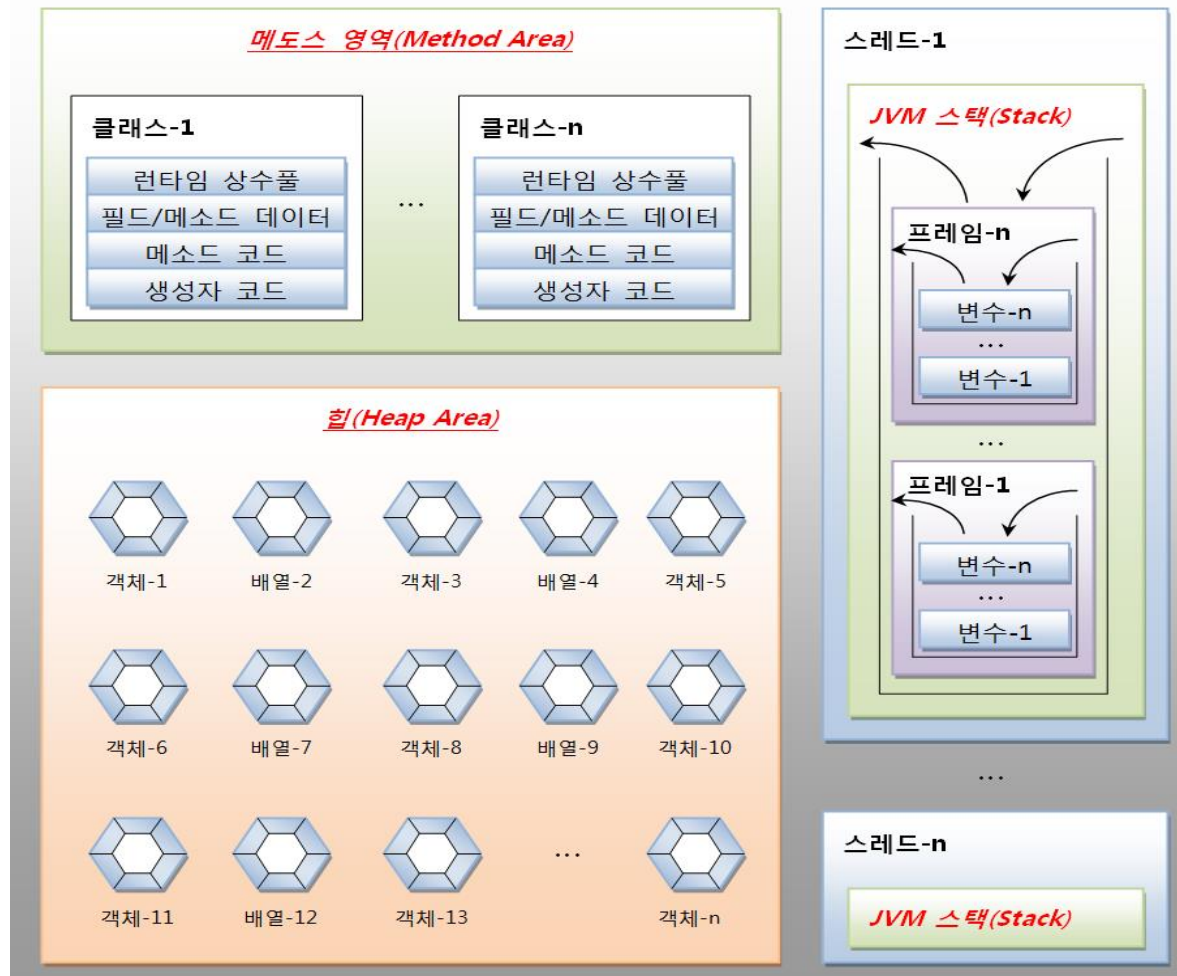 메도스 영역(Method Area)
클래스-1
런타임 상수풀
필드/메소드 데이터
메소드 코드
생성자 코드
...
클래스-n
런타임 상수풀
필드/메소드 데이터
메소드 코드
생성자 코드
힙(Heap Area)
객체-1 배열-2 객체-3 배열-4 객체-5
객체-6 배열-7 객체-8 배열-9 객체-10
객체-11 배열-12 객체-13 ... 객체-n
스레드-1
JVM 스택(Stack)
프레임-n
변수-n
...
변수-1
...
프레임-1
변수-n
...
변수-1
...
스레드-n
JVM 스택(Stack)